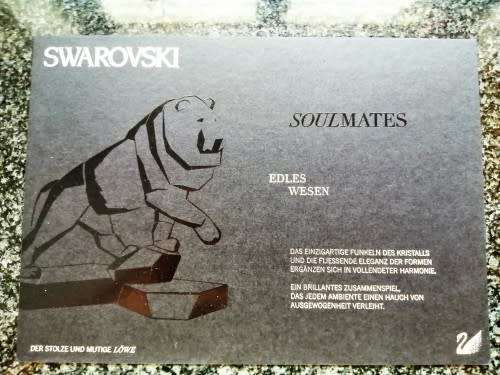 SWAROVSKI
SOULMATES
EDLES
WESEN
DAS EINZIGARTIGE FUNKELN DES KRISTALLS
UND DIE FLIESSENDE ELEGANZ DER FORMEN
ERGÄNZEN SICH IN VOLLENDETER HARMONIE.
EIN BRILLANTES ZUSAMMENSPIEL,
DAS JEDEM AMBIENTE EINEN HAUCH VON
AUSGEWOGENHEIT VERLEIHT.
DER STOLZE UND MUTIGE LÖWE